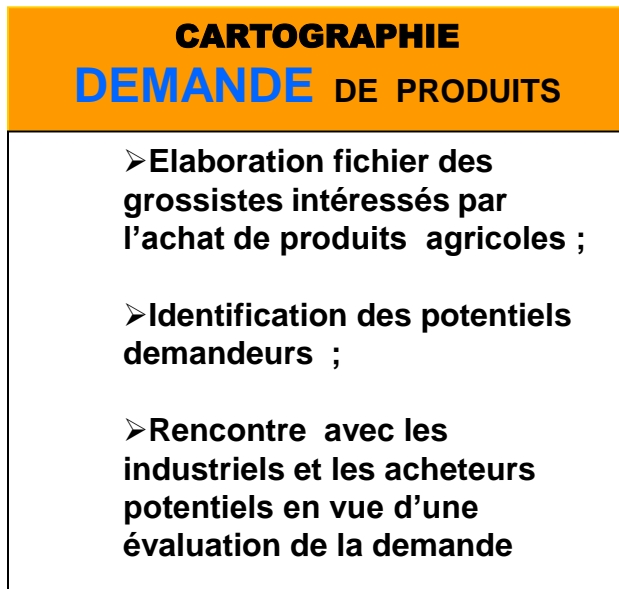 CARTOGRAPHIE
DEMANDE DE PRODUITS
➢Elaboration fichier des
grossistes intéressés par
l’achat de produits agricoles ;
➢Identification des potentiels
demandeurs ;
➢Rencontre avec les
industriels et les acheteurs
potentiels en vue d’une
évaluation de la demande